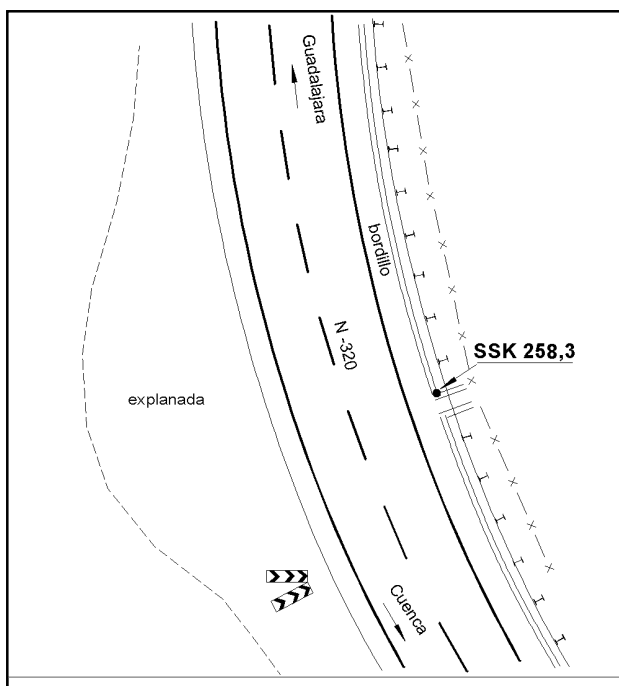 Guadalajara
bordillo
N -320
SSK 258,3
explanada
Cuenca